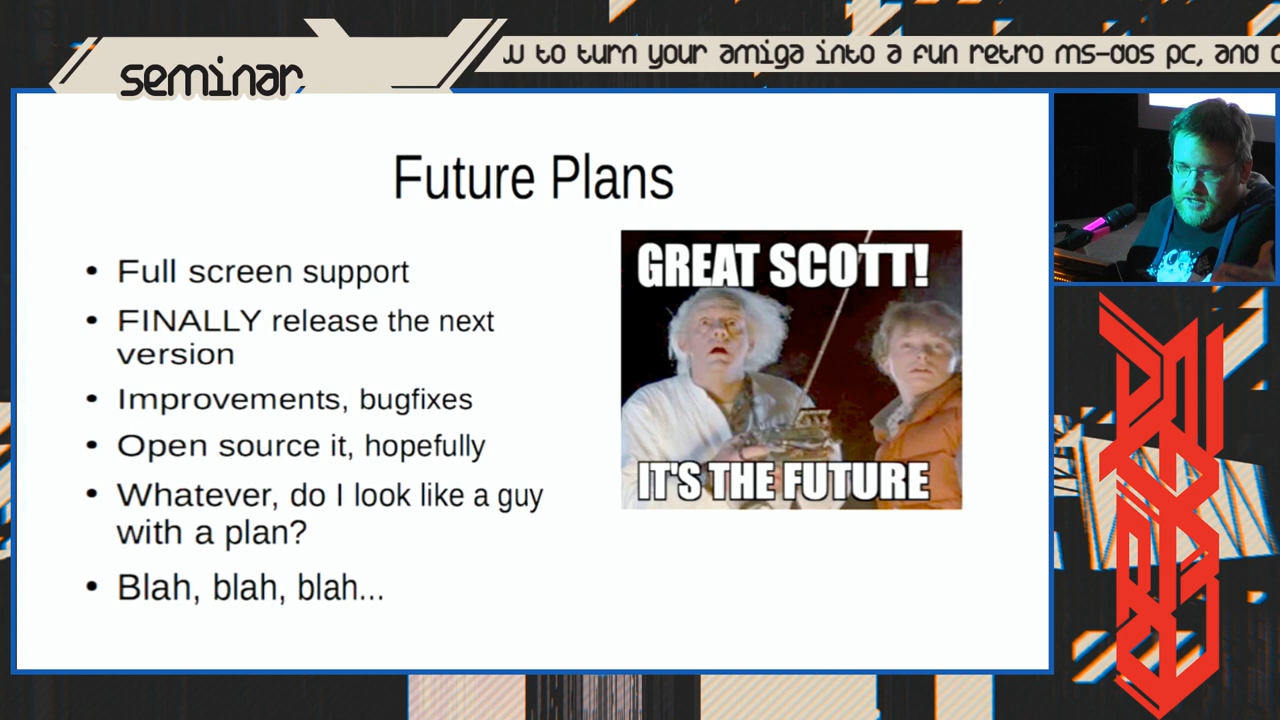 seminar
to turn your amiga into a fun retro ms-dos pc, and
Future Plans
• Full screen support
• FINALLY release the next
version
• Improvements, bugfixes
• Open source it, hopefully
• Whatever, do I look like a guy
with a plan?
• Blah, blah, blah...
GREAT SCOTT!
IT'S THE FUTURE